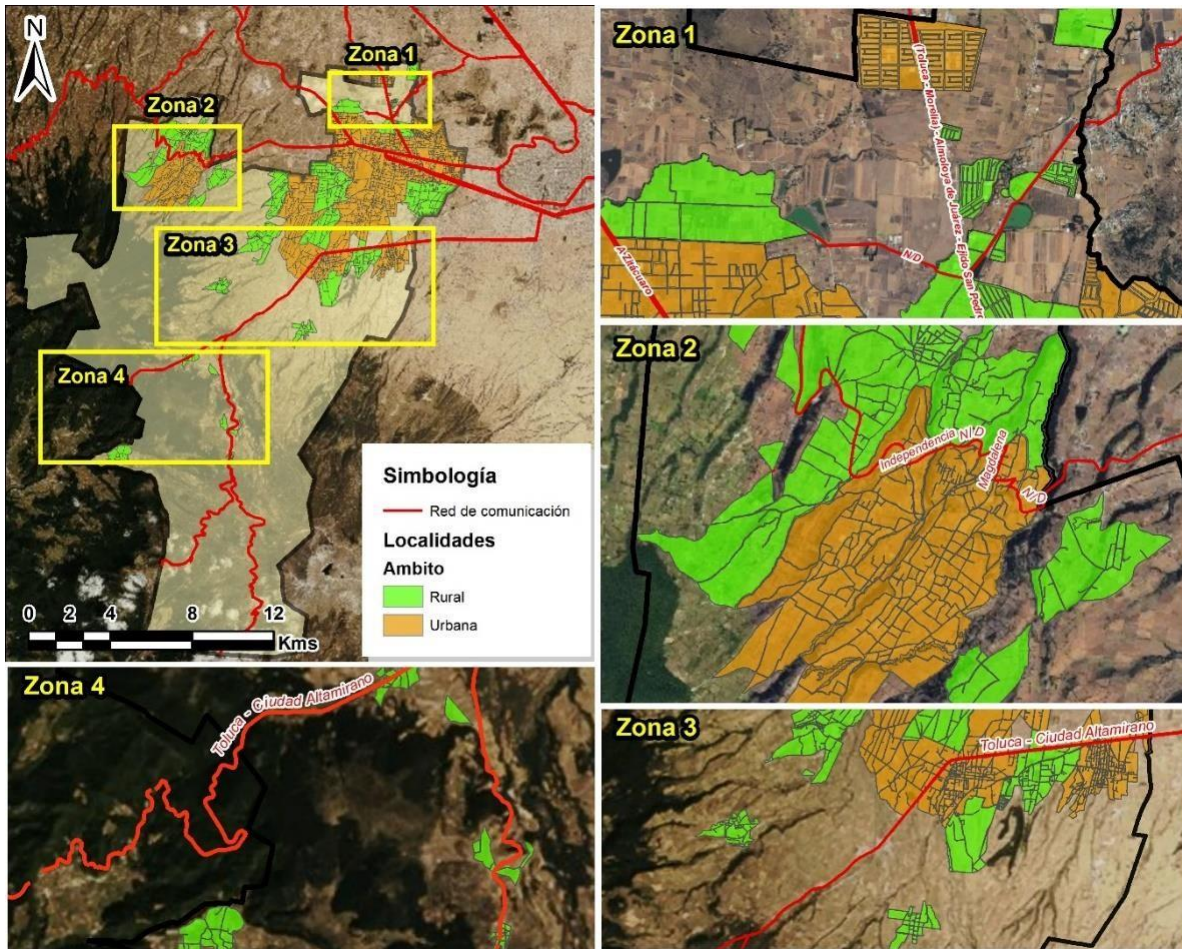 N
Zona 1
Zona 2
Zona 3
Zona 4
Simbología
Red de comunicación
Localidades
Ambito
Rural
Urbana
0 2 4 8 12
Kms
Zona 1
(Toluca - Morelia) - Almoloya de Juárez - Ejido San Pedro
N/D
A-Zitácuaro
Zona 2
Independencia
N/D
Magdalena
N/D
Zona 4
Toluca - Ciudad Altamirano
Zona 3
Toluca - Ciudad Altamirano